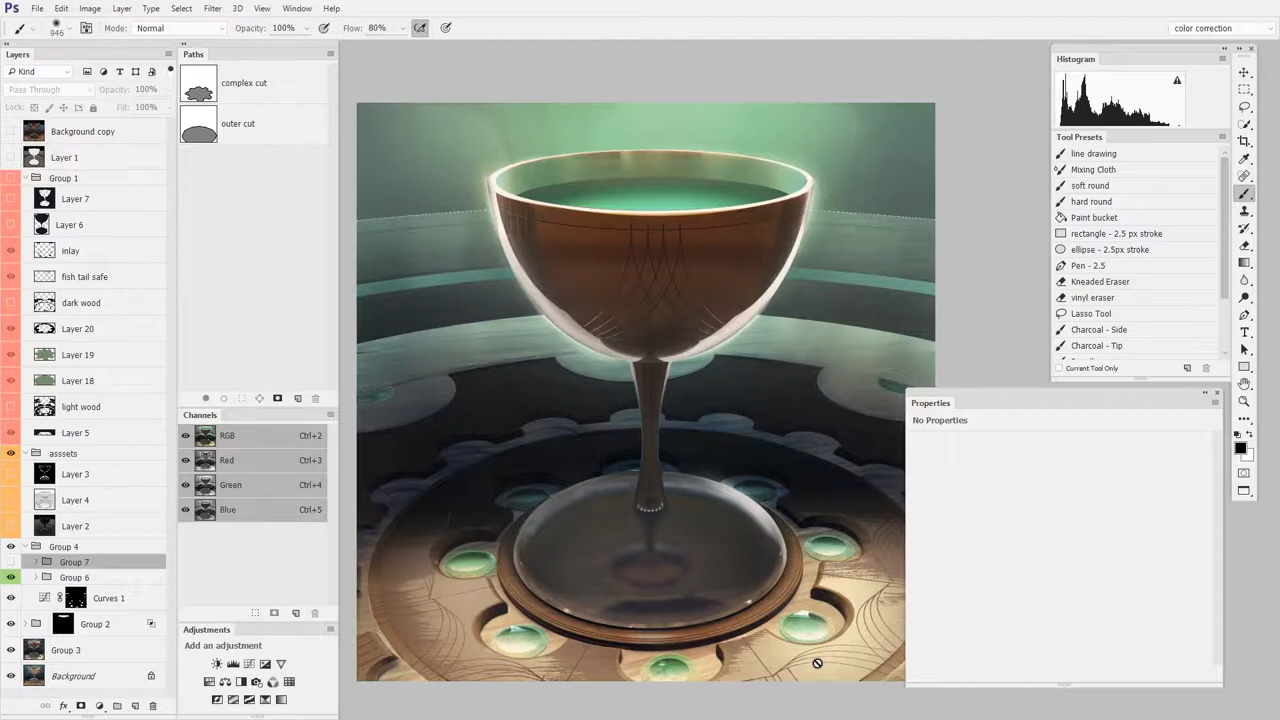 Ps File Edit Image Layer Type Select Filter 3D View Window Help
946 Mode: Normal Opacity: 100% Flow: 80% color correction
Layers
Kind
Pass Through Opacity: 100%
Lock: Fill: 100%
Background copy
Layer 1
Group 1
Layer 7
Layer 6
inlay
fish tail safe
dark wood
Layer 20
Layer 19
Layer 18
light wood
Layer 5
asssets
Layer 3
Layer 4
Layer 2
Group 4
Group 7
Group 6
Curves 1
Group 2
Group 3
Background
fx
Paths
complex cut
outer cut
Channels
RGB Ctrl+2
Red Ctrl+3
Green Ctrl+4
Blue Ctrl+5
Adjustments
Add an adjustment
Histogram
Tool Presets
line drawing
Mixing Cloth
soft round
hard round
Paint bucket
rectangle - 2.5 px stroke
ellipse - 2.5px stroke
Pen - 2.5
Kneaded Eraser
vinyl eraser
Lasso Tool
Charcoal - Side
Charcoal - Tip
Current Tool Only
Properties
No Properties